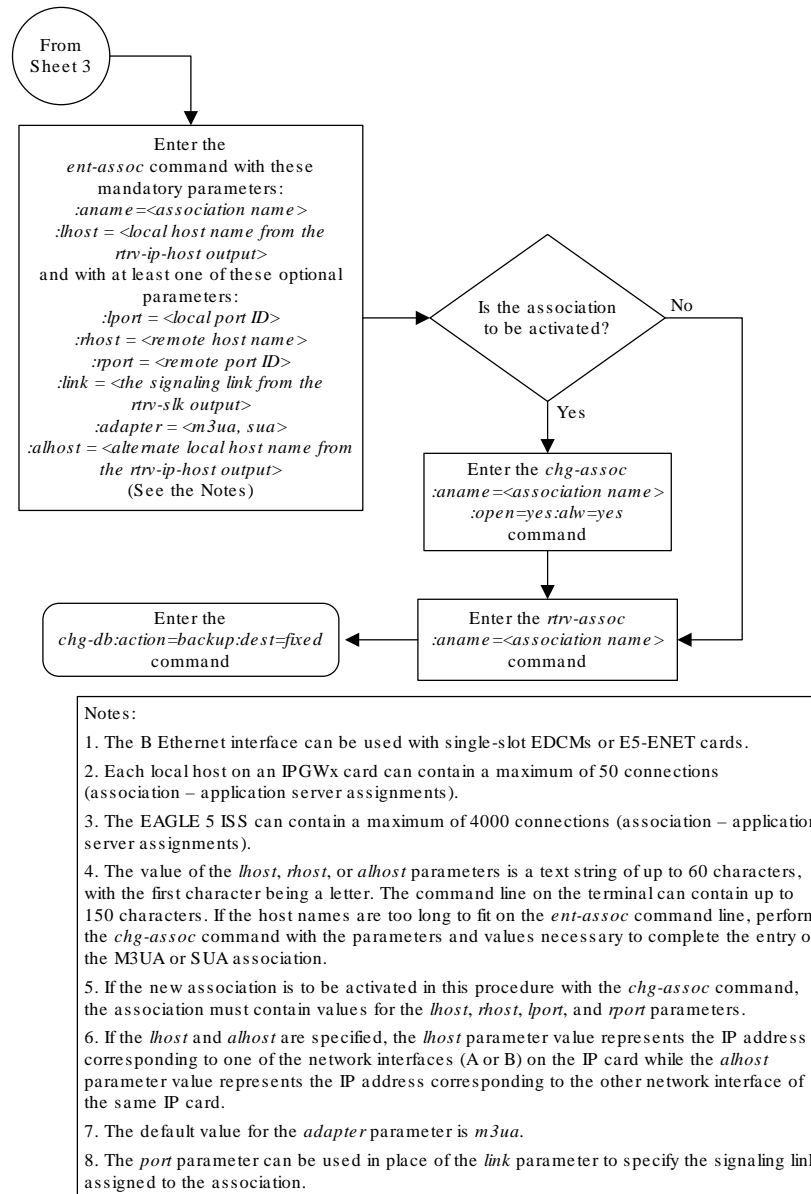 From
Sheet 3
Enter the
ent-assoc command with these
mandatory parameters:
:aname=<association name>
:lhost = <local host name from the
rtrv-ip-host output>
and with at least one of these optional
parameters:
:lport = <local port ID>
:rhost = <remote host name>
:rport = <remote port ID>
:link = <the signaling link from the
rtrv-slk output>
:adapter = <m3ua, sua>
:alhost = <alternate local host name from
the rtrv-ip-host output>
(See the Notes)
Is the association
to be activated?
No
Yes
Enter the chg-assoc
:aname=<association name>
:open=yes:alw=yes
command
Enter the rtrv-assoc
:aname=<association name>
command
Enter the
chg-db:action=backup:dest=fixed
command
Notes:
1. The B Ethernet interface can be used with single-slot EDCMs or E5-ENET cards.
2. Each local host on an IPGWx card can contain a maximum of 50 connections
(association – application server assignments).
3. The EAGLE 5 ISS can contain a maximum of 4000 connections (association – application
server assignments).
4. The value of the lhost, rhost, or alhost parameters is a text string of up to 60 characters,
with the first character being a letter. The command line on the terminal can contain up to
150 characters. If the host names are too long to fit on the ent-assoc command line, perform
the chg-assoc command with the parameters and values necessary to complete the entry o
the M3UA or SUA association.
5. If the new association is to be activated in this procedure with the chg-assoc command,
the association must contain values for the lhost, rhost, lport, and rport parameters.
6. If the lhost and alhost are specified, the lhost parameter value represents the IP address
corresponding to one of the network interfaces (A or B) on the IP card while the alhost
parameter value represents the IP address corresponding to the other network interface of
the same IP card.
7. The default value for the adapter parameter is m3ua.
8. The port parameter can be used in place of the link parameter to specify the signaling link
assigned to the association.